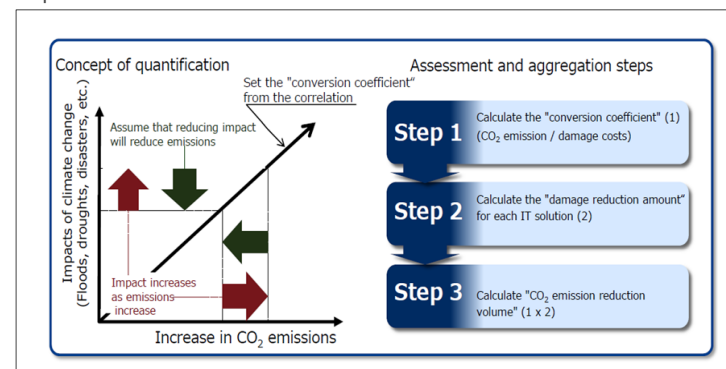 Concept of quantification
Set the "conversion coefficient“
from the correlation
Assume that reducing impact
will reduce emissions
Impacts of climate change
(Floods, droughts, disasters, etc.)
Impact increases
as emissions
increase
Increase in CO₂ emissions
Assessment and aggregation steps
Step 1
Calculate the "conversion coefficient" (1)
(CO₂ emission / damage costs)
Step 2
Calculate the "damage reduction amount“
for each IT solution (2)
Step 3
Calculate "CO₂ emission reduction
volume" (1 x 2)